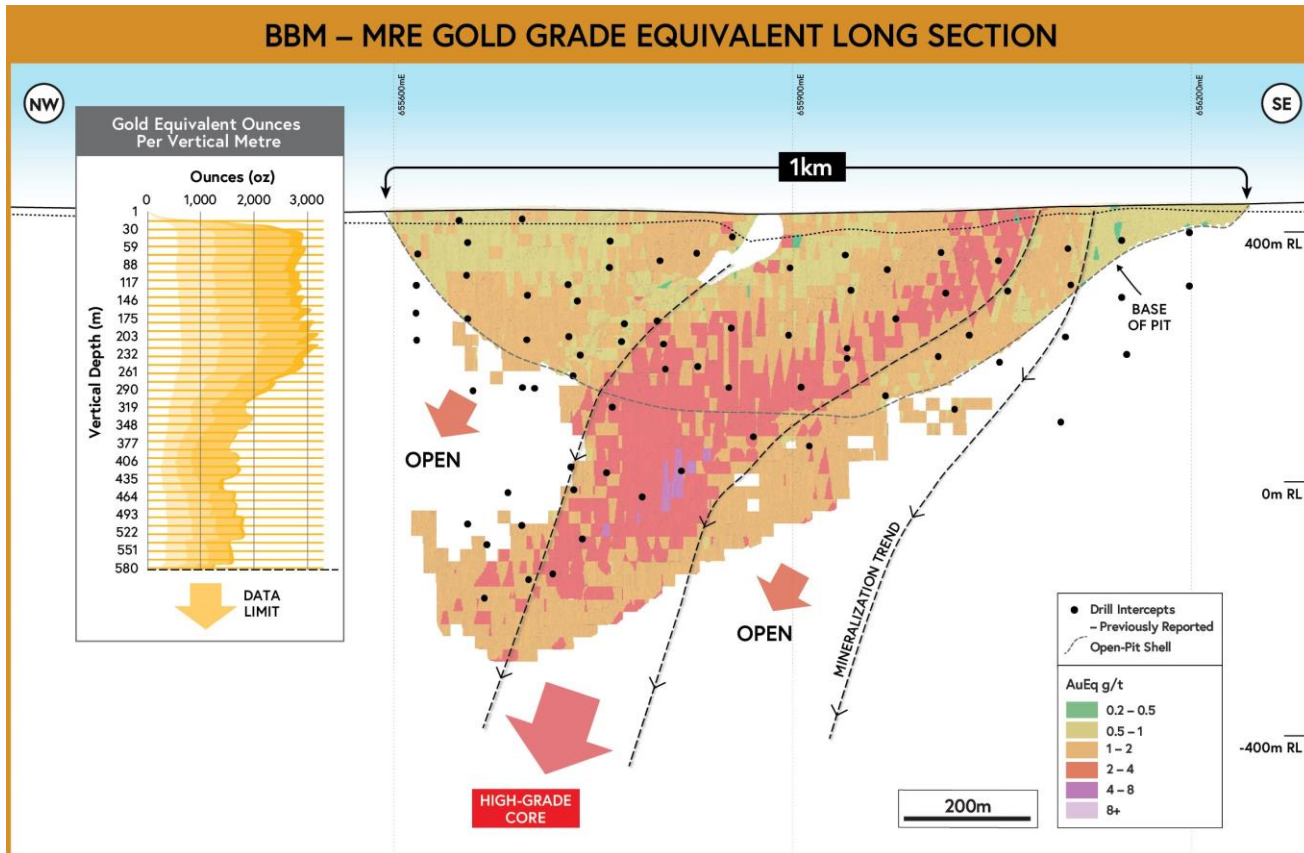 BBM – MRE GOLD GRADE EQUIVALENT LONG SECTION
NW
SE
655600mE
655900mE
656200mE
Gold Equivalent Ounces
Per Vertical Metre
Ounces (oz)
0
1,000
2,000
3,000
Vertical Depth (m)
1
30
59
88
117
146
175
203
232
261
290
319
348
377
406
435
464
493
522
551
580
DATA
LIMIT
1km
400m RL
BASE
OF PIT
OPEN
0m RL
OPEN
MINERALIZATION TREND
-400m RL
HIGH-GRADE
CORE
200m
Drill Intercepts
– Previously Reported
Open-Pit Shell
AuEq g/t
0.2 – 0.5
0.5 – 1
1 – 2
2 – 4
4 – 8
8+